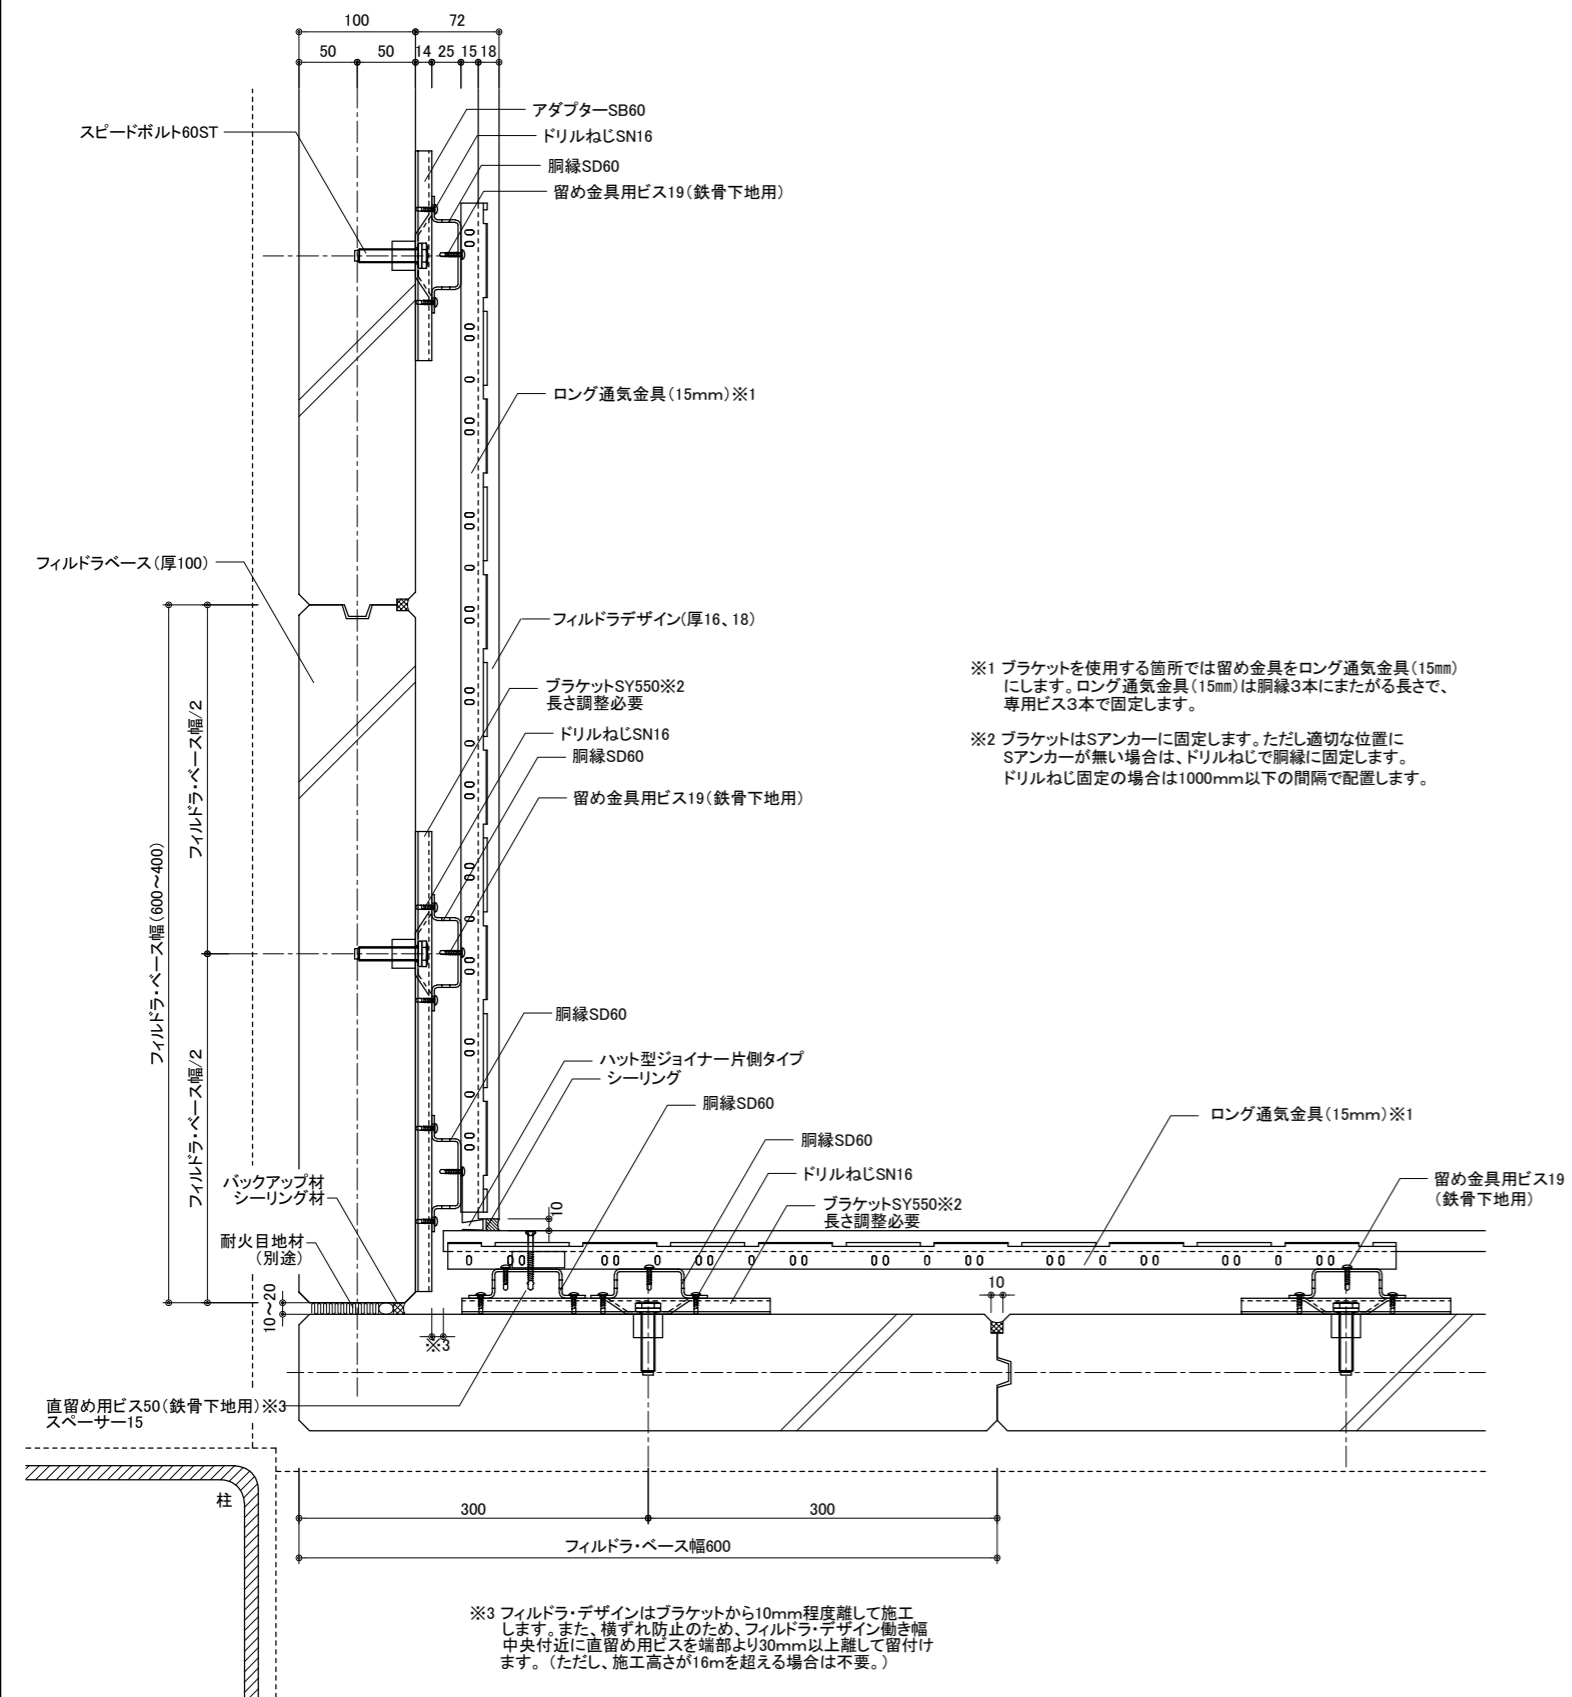 100
72
50
50
14
25
15
18
アダプターSB60
スピードボルト60ST
ドリルねじSN16
胴縁SD60
留め金具用ビス19(鉄骨下地用)
ロング通気金具(15mm)※1
フィルドラベース(厚100)
フィルドラデザイン(厚16、18)
※1 ブラケットを使用する箇所では留め金具をロング通気金具(15㎜)
にします。ロング通気金具(15㎜)は胴縁3本にまたがる長さで、
専用ビス3本で固定します。
※2 ブラケットはSアンカーに固定します。ただし適切な位置に
Sアンカーが無い場合は、ドリルねじで胴縁に固定します。
ドリルねじ固定の場合は1000mm以下の間隔で配置します。
ブラケットSY550※2
長さ調整必要
ドリルねじSN16
胴縁SD60
留め金具用ビス19(鉄骨下地用)
フィルドラ・ベース幅/2
フィルドラ・ベース幅(600～400)
フィルドラ・ベース幅/2
胴縁SD60
ハット型ジョイナー片側タイプ
シーリング
胴縁SD60
ロング通気金具(15mm)※1
胴縁SD60
ドリルねじSN16
留め金具用ビス19
(鉄骨下地用)
ブラケットSY550※2
長さ調整必要
バックアップ材
シーリング材
10
耐火目地材
(別途)
10～20
10
※3
直留め用ビス50(鉄骨下地用)※3
スペーサー15
柱
300
300
フィルドラ・ベース幅600
※3 フィルドラ・デザインはブラケットから10mm程度離して施工
します。また、横ずれ防止のため、フィルドラ・デザイン働き幅
中央付近に直留め用ビスを端部より30mm以上離して留付け
ます。(ただし、施工高さが16mを超える場合は不要。)